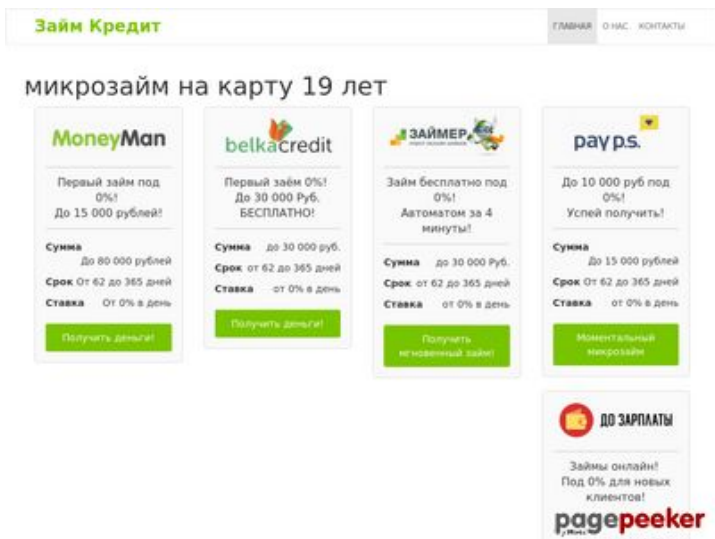 Займ Кредит
ГЛАВНАЯ О НАС КОНТАКТЫ
микрозайм на карту 19 лет
MoneyMan
Первый займ под
0%!
До 15 000 рублей!
Сумма
До 80 000 рублей
Срок От 62 до 365 дней
Ставка От 0% в день
Получить деньги!
belkacredit
Первый заём 0%!
До 30 000 Руб.
БЕСПЛАТНО!
Сумма до 30 000 руб.
Срок от 62 до 365 дней
Ставка от 0% в день
Получить деньги!
ЗАЙМЕР
Займ бесплатно под
0%!
Автоматом за 4
минуты!
Сумма до 30 000 Руб.
Срок от 62 до 365 дней
Ставка от 0% в день
Получить
мгновенный займ!
pay p.s.
До 10 000 руб под
0%!
Успей получить!
Сумма
До 15 000 рублей
Срок От 62 до 365 дней
Ставка от 0% в день
Моментальный
микрозайм
ДО ЗАРПЛАТЫ
Займы онлайн!
Под 0% для новых
клиентов!
pagepeeker